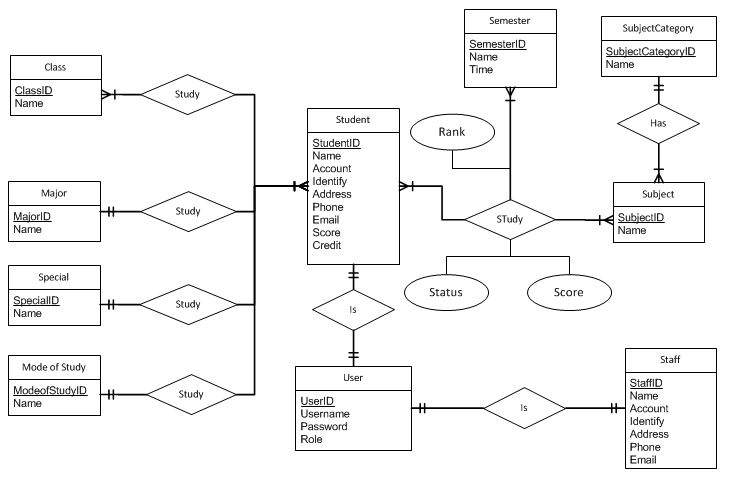 Semester
SemesterID
Name
Time
SubjectCategory
SubjectCategoryID
Name
Class
ClassID
Name
Study
Student
StudentID
Name
Account
Identify
Address
Phone
Email
Score
Credit
Rank
Has
Major
MajorID
Name
Study
STudy
Subject
SubjectID
Name
Special
SpecialID
Name
Study
Is
Status
Score
Mode of Study
ModeofStudyID
Name
Study
User
UserID
Username
Password
Role
Is
Staff
StaffID
Name
Account
Identify
Address
Phone
Email